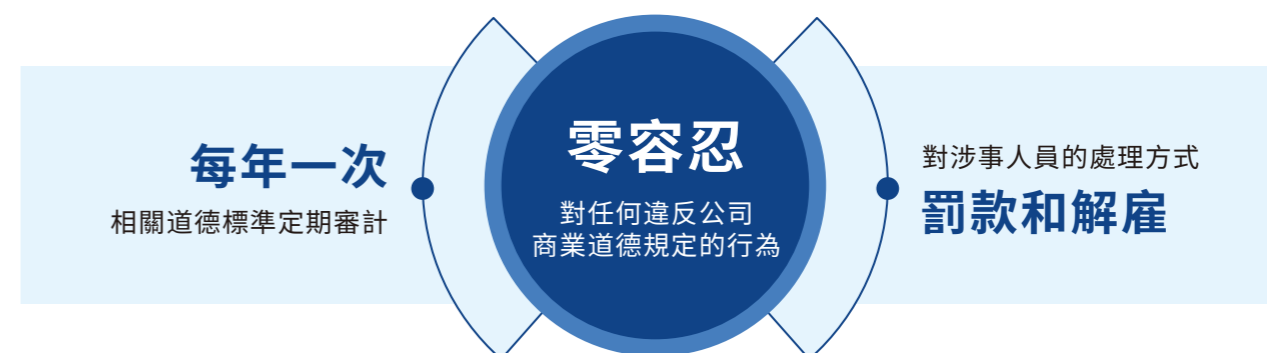 每年一次
相關道德標準定期審計
零容忍
對任何違反公司
商業道德規定的行為
對涉事人員的處理方式
罰款和解雇